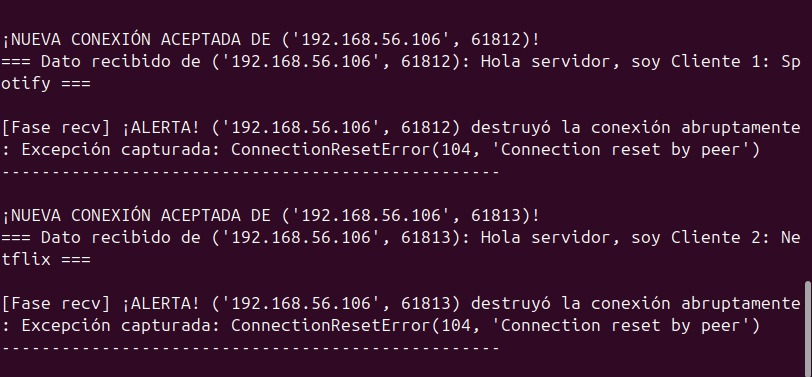 ¡NUEVA CONEXIÓN ACEPTADA DE ('192.168.56.106', 61812)!
=== Dato recibido de ('192.168.56.106', 61812): Hola servidor, soy Cliente 1: Sp
otify ===
[Fase recv] ¡ALERTA! ('192.168.56.106', 61812) destruyó la conexión abruptamente
: Excepción capturada: ConnectionResetError(104, 'Connection reset by peer')
--------------------------------------------------
¡NUEVA CONEXIÓN ACEPTADA DE ('192.168.56.106', 61813)!
=== Dato recibido de ('192.168.56.106', 61813): Hola servidor, soy Cliente 2: Ne
tflix ===
[Fase recv] ¡ALERTA! ('192.168.56.106', 61813) destruyó la conexión abruptamente
: Excepción capturada: ConnectionResetError(104, 'Connection reset by peer')
--------------------------------------------------